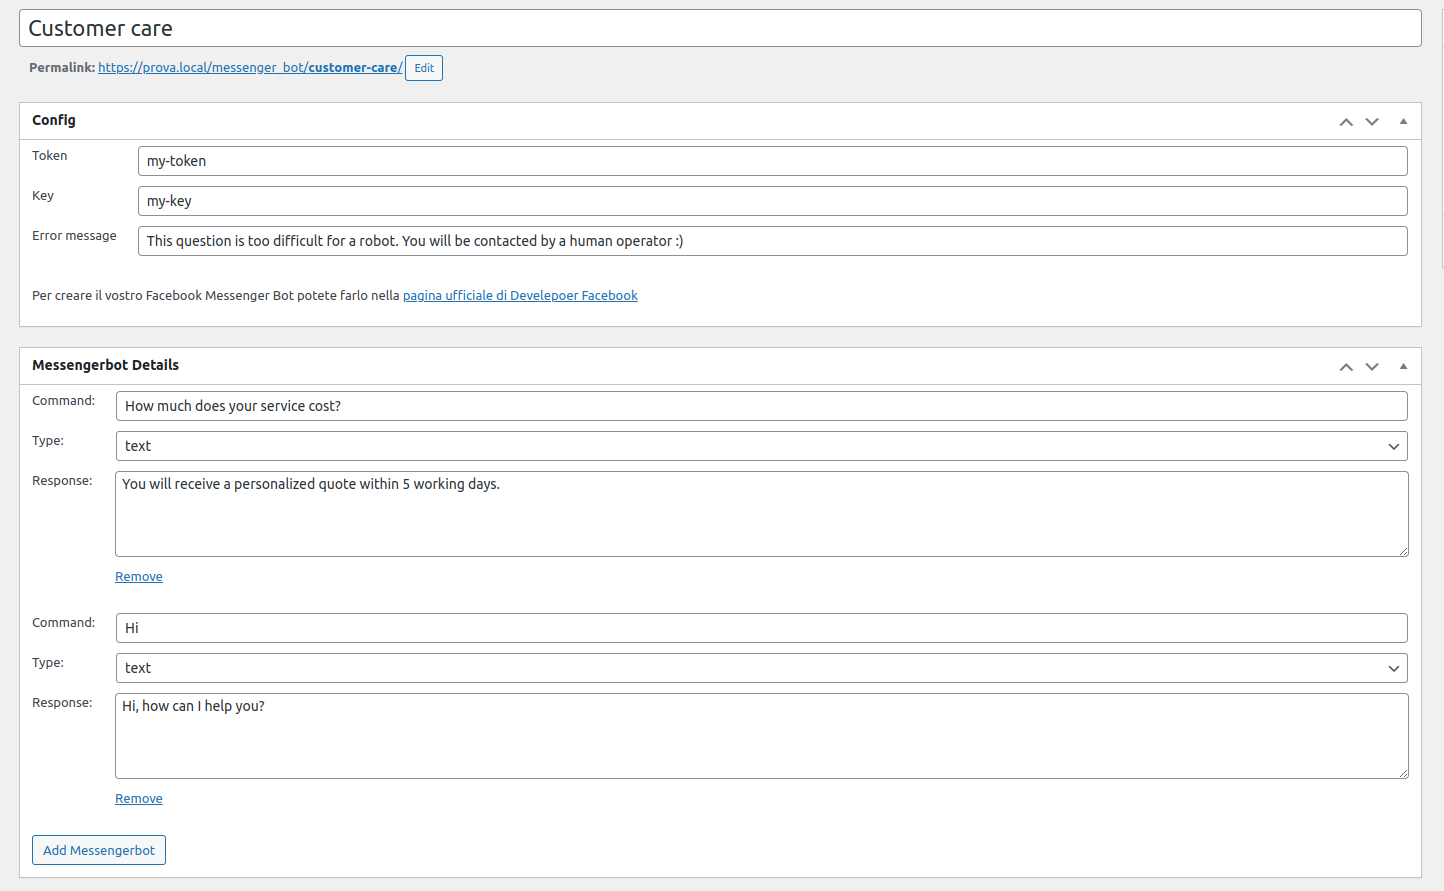 Customer care
Permalink: https://prova.local/messenger_bot/customer-care/ Edit
Config
Token my-token
Key my-key
Error message This question is too difficult for a robot. You will be contacted by a human operator :)
Per creare il vostro Facebook Messenger Bot potete farlo nella pagina ufficiale di Develepoer Facebook
Messengerbot Details
Command: How much does your service cost?
Type: text
Response: You will receive a personalized quote within 5 working days.
Remove
Command: Hi
Type: text
Response: Hi, how can I help you?
Remove
Add Messengerbot